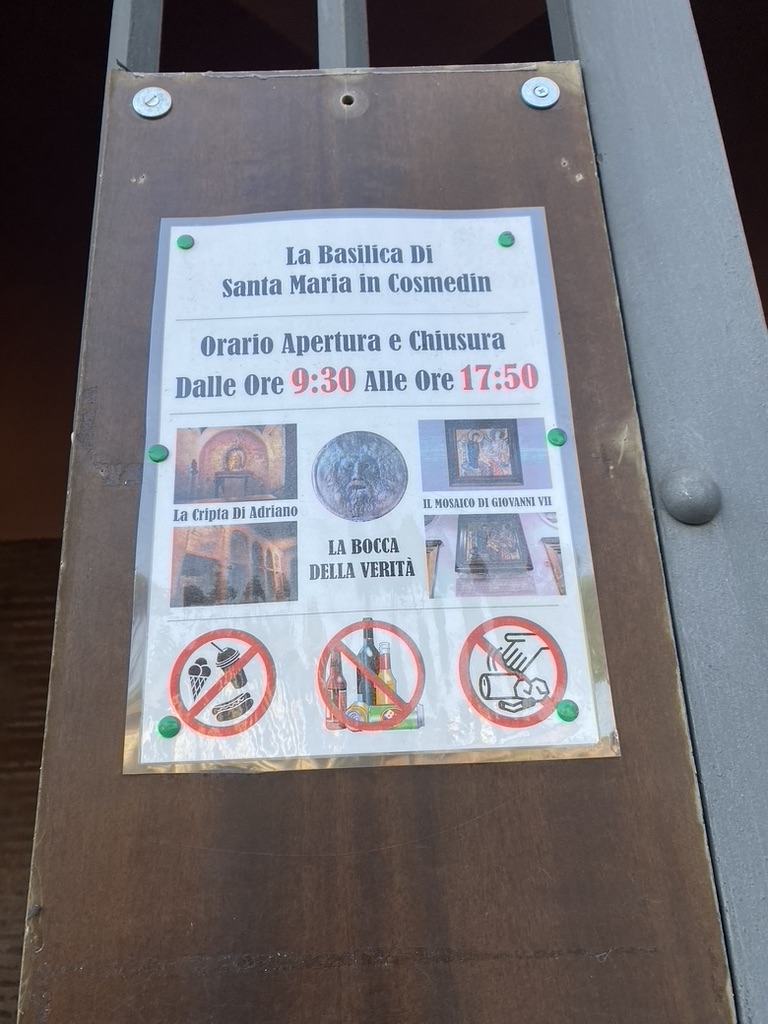 La Basilica Di
Santa Maria in Cosmedin
Orario Apertura e Chiusura
Dalle Ore 9:30 Alle Ore 17:50
La Cripta Di Adriano
IL MOSAICO DI GIOVANNI VII
LA BOCCA
DELLA VERITÀ